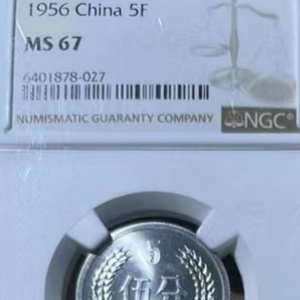 1956 China 5F
MS 67
6401878-027
NUMISMATIC GUARANTY COMPANY NGC
5
伍分